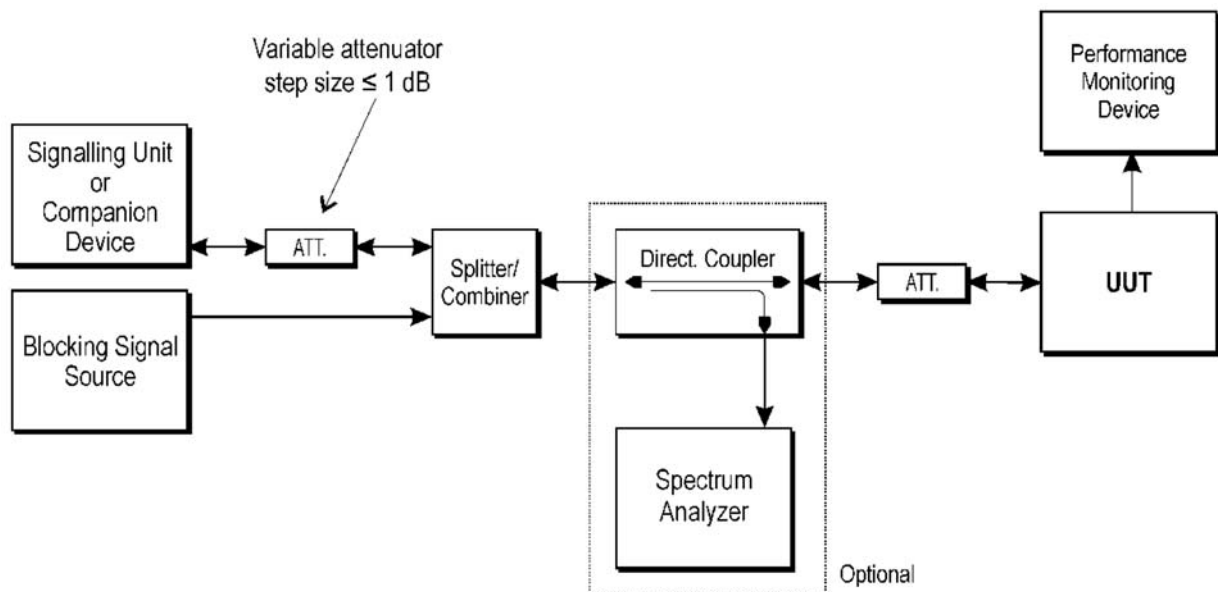 Variable attenuator
step size ≤ 1 dB
Performance
Monitoring
Device
Signalling Unit
or
Companion
Device
ATT.
Splitter/
Combiner
Direct. Coupler
ATT.
UUT
Blocking Signal
Source
Spectrum
Analyzer
Optional